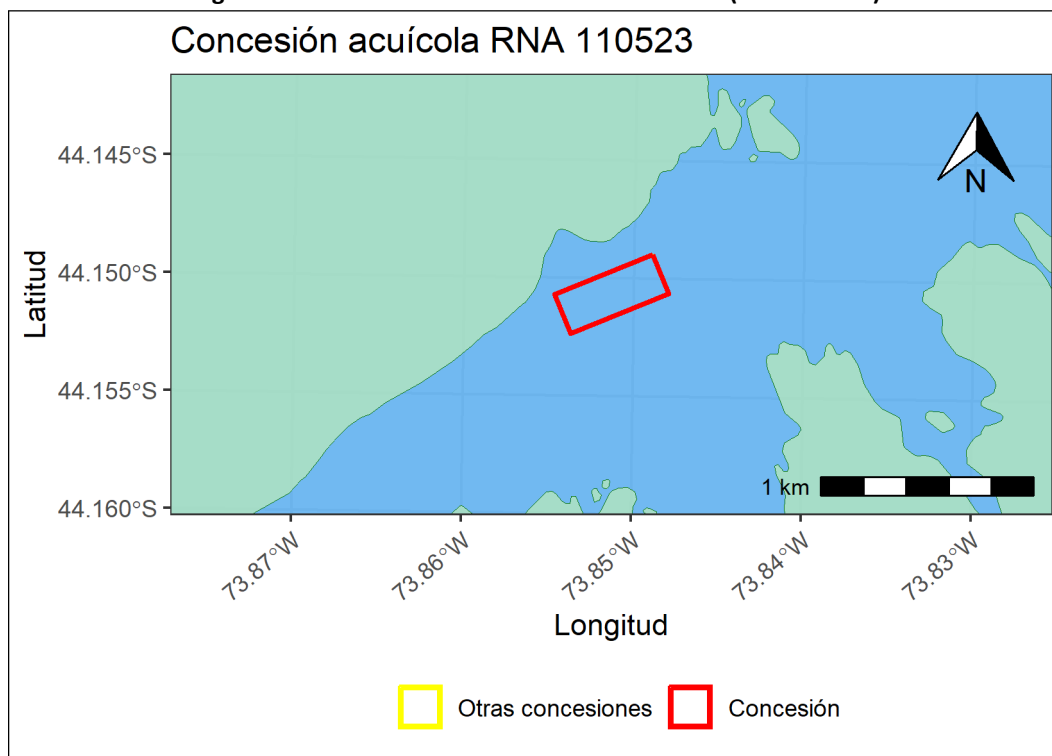 Concesión acuícola RNA 110523
44.145°S
44.150°S
44.155°S
44.160°S
Latitud
N
1 km
73.87°W
73.86°W
73.85°W
73.84°W
73.83°W
Longitud
Otras concesiones
Concesión